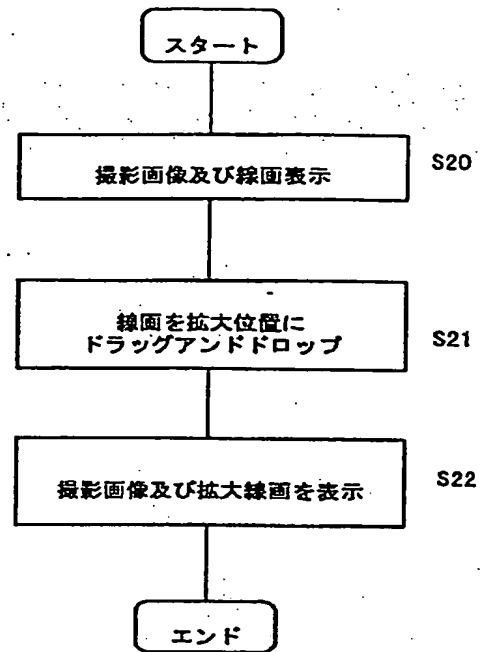 スタート
撮影画像及び線画表示
S20
線画を拡大位置に
ドラッグアンドドロップ
S21
撮影画像及び拡大線画を表示
S22
エンド